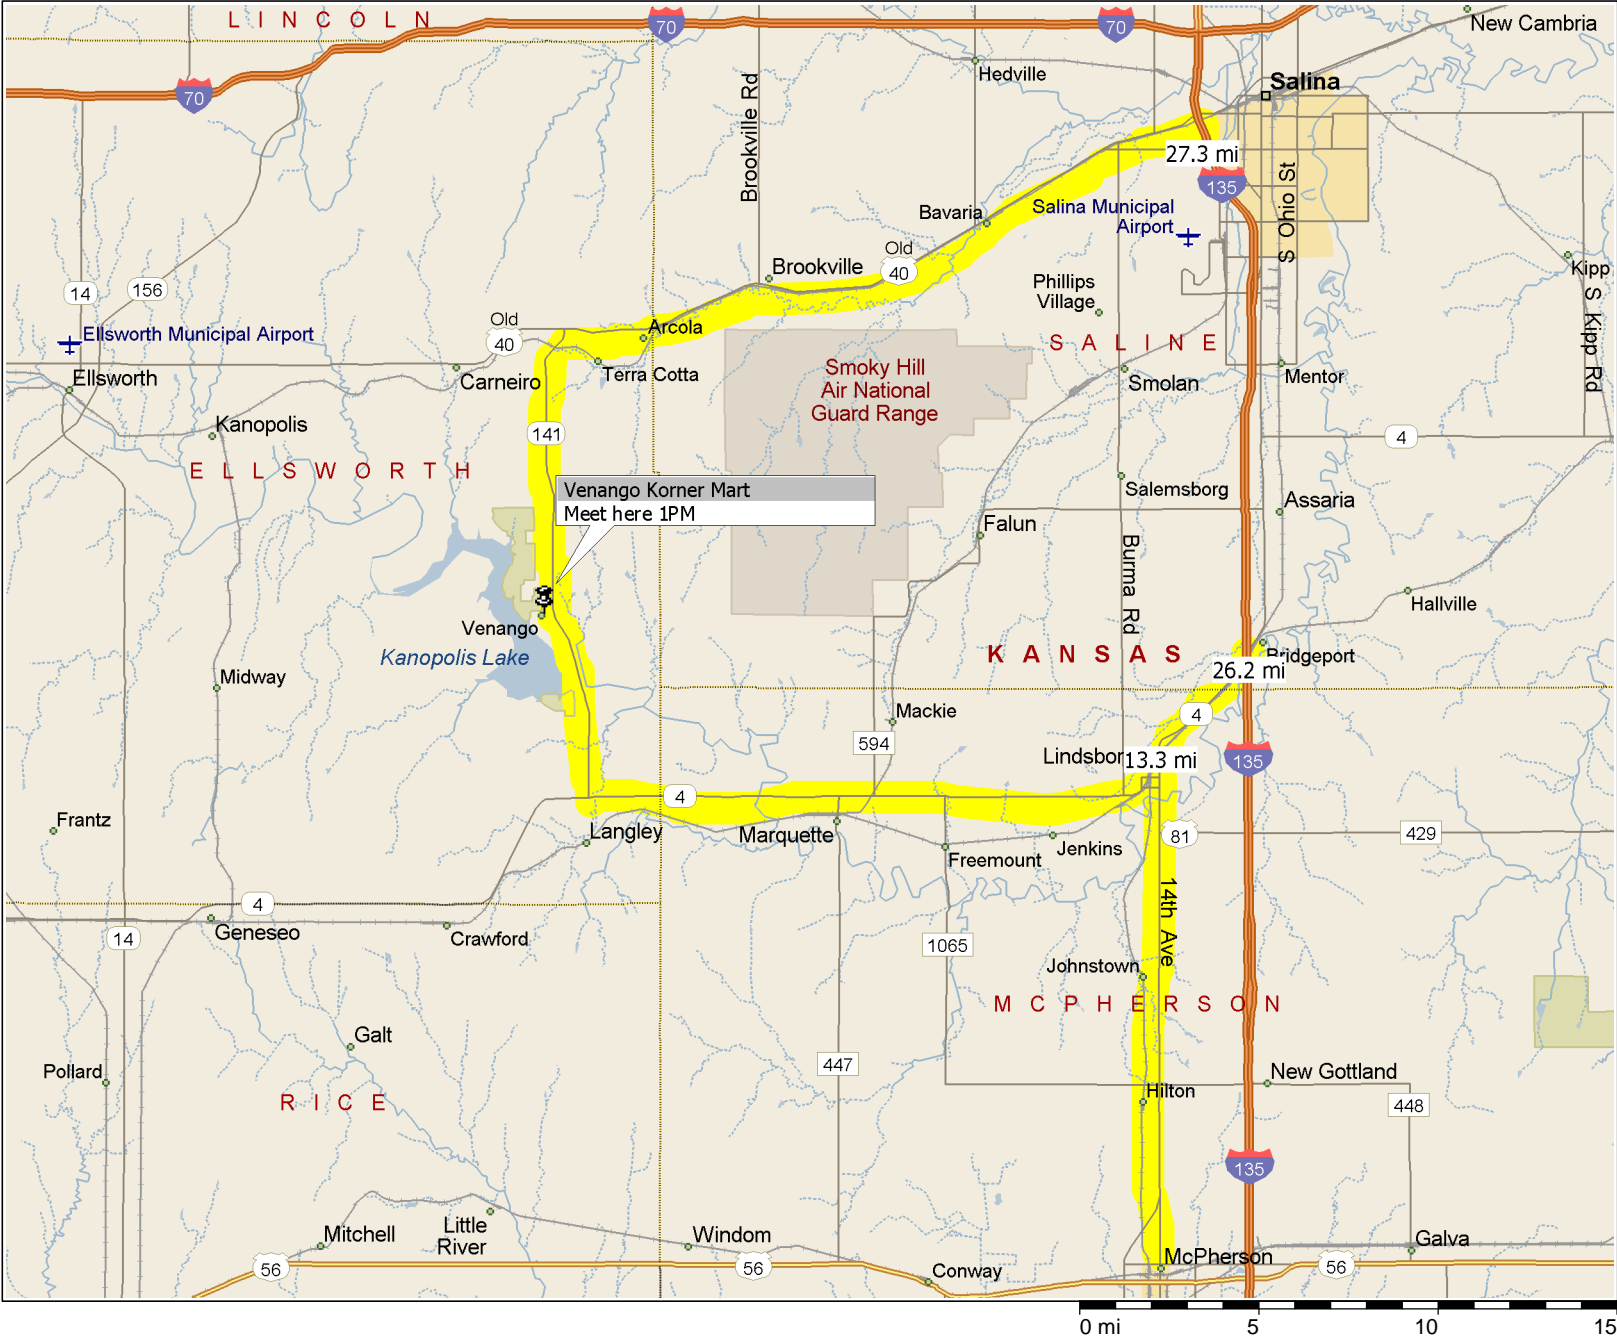 LINCOLN
70
70
New Cambria
Hedville
70
Salina
Brookville Rd
27.3 mi
135
S Ohio St
Bavaria
Salina Municipal
Airport
Old
40
Brookville
Kipp
S Kipp Rd
Phillips
Village
14
156
Old
40
Ellsworth Municipal Airport
Arcola
SALINE
Ellsworth
Carneiro
Terra Cotta
Smoky Hill
Air National
Guard Range
Smolan
Mentor
Kanopolis
141
4
ELLSWORTH
Venango Korner Mart
Meet here 1PM
Salemsborg
Assaria
Falun
Burma Rd
Hallville
Venango
Kanopolis Lake
KANSAS
Bridgeport
26.2 mi
Midway
Mackie
4
594
Lindsbor
13.3 mi
135
4
Frantz
Langley
Marquette
81
429
Freemount
Jenkins
14th Ave
4
Geneseo
14
Crawford
1065
Johnstown
MCPHERSON
Galt
447
Pollard
New Gottland
Hilton
RICE
448
135
Mitchell
Little
River
Windom
Galva
McPherson
56
56
Conway
56
0 mi
5
10
15